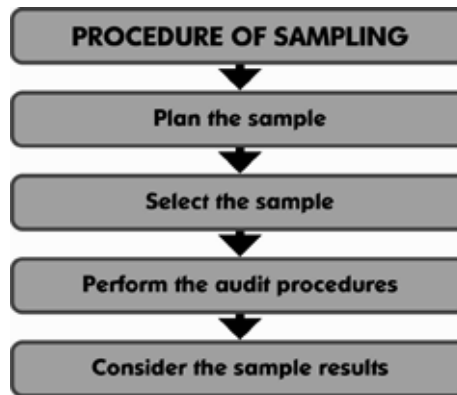 PROCEDURE OF SAMPLING
Plan the sample
Select the sample
Perform the audit procedures
Consider the sample results